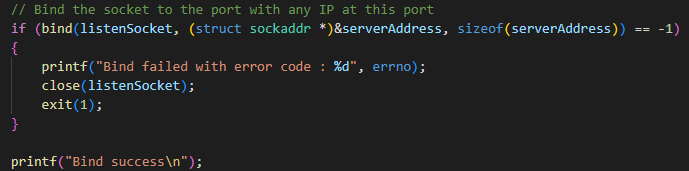 // Bind the socket to the port with any IP at this port
if (bind(listenSocket, (struct sockaddr *)&serverAddress, sizeof(serverAddress)) == -1)
{
    printf("Bind failed with error code : %d", errno);
    close(listenSocket);
    exit(1);
}
printf("Bind success\n");